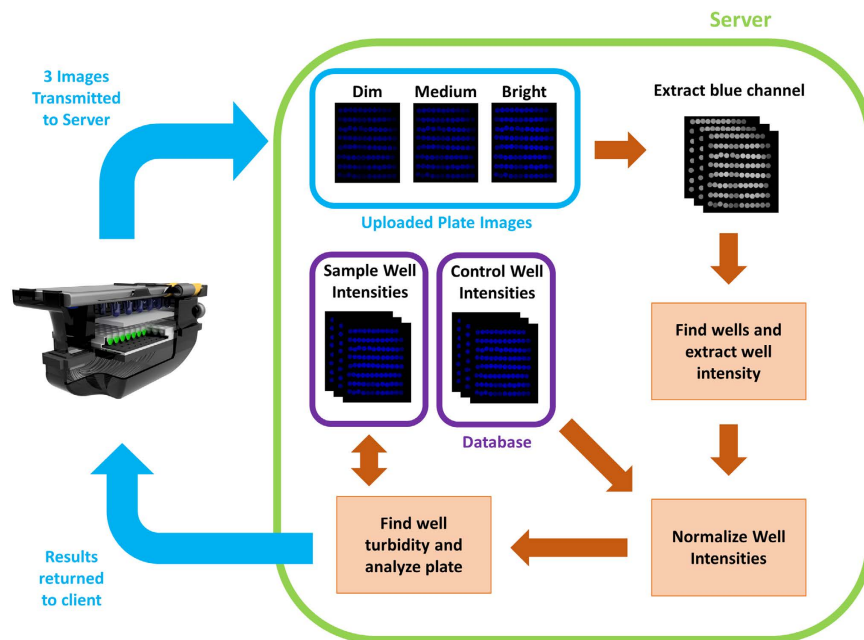 Server
3 Images
Transmitted
to Server
Dim
Medium
Bright
Uploaded Plate Images
Extract blue channel
Sample Well
Intensities
Control Well
Intensities
Database
Find wells and
extract well
intensity
Normalize Well
Intensities
Find well
turbidity and
analyze plate
Results
returned
to client